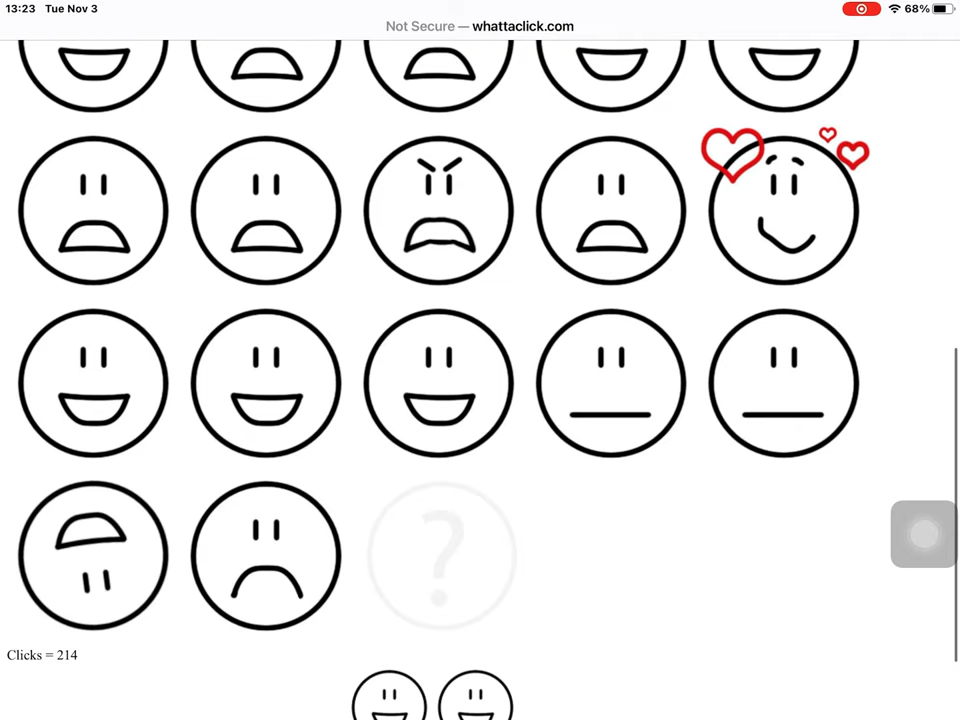 13:23 Tue Nov 3
68%
Not Secure — whattaclick.com
?
Clicks = 214